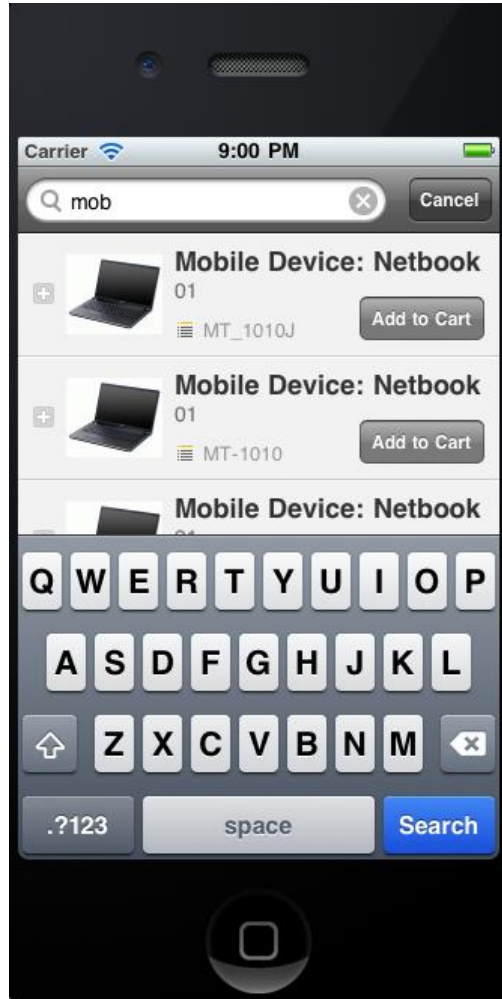 Carrier 9:00 PM
mob Cancel
Mobile Device: Netbook
01
MT_1010J Add to Cart
Mobile Device: Netbook
01
MT-1010 Add to Cart
Mobile Device: Netbook
Q W E R T Y U I O P
A S D F G H J K L
Z X C V B N M
.?123 space Search